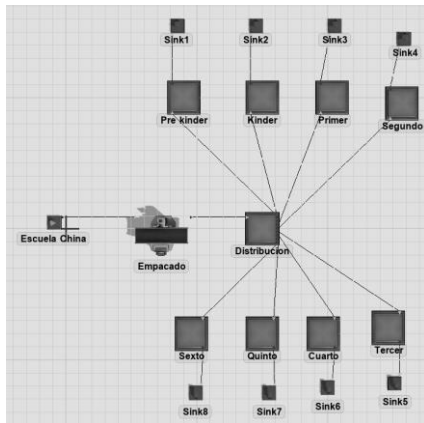 Sink1
Sink2
Sink3
Sink4
Pre kinder
Kinder
Primer
Segundo
Escuela China
Empacado
Distribucion
Sexto
Quinto
Cuarto
Tercer
Sink8
Sink7
Sink6
Sink5